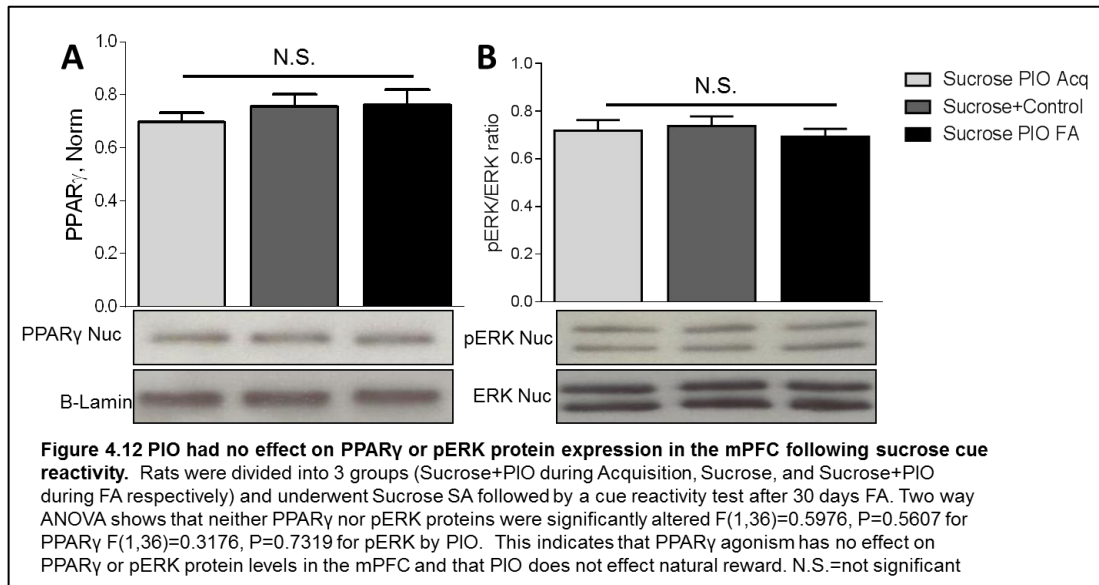 A
N.S.
1.0
0.8
0.6
0.4
0.2
0.0
PPARγ, Norm
PPARγ Nuc
B-Lamin
B
N.S.
1.0
0.8
0.6
0.4
0.2
0.0
pERK/ERK ratio
pERK Nuc
ERK Nuc
Sucrose PIO Acq
Sucrose+Control
Sucrose PIO FA
Figure 4.12 PIO had no effect on PPARγ or pERK protein expression in the mPFC following sucrose cue
reactivity. Rats were divided into 3 groups (Sucrose+PIO during Acquisition, Sucrose, and Sucrose+PIO
during FA respectively) and underwent Sucrose SA followed by a cue reactivity test after 30 days FA. Two way
ANOVA shows that neither PPARγ nor pERK proteins were significantly altered F(1,36)=0.5976, P=0.5607 for
PPARγ F(1,36)=0.3176, P=0.7319 for pERK by PIO. This indicates that PPARγ agonism has no effect on
PPARγ or pERK protein levels in the mPFC and that PIO does not effect natural reward. N.S.=not significant